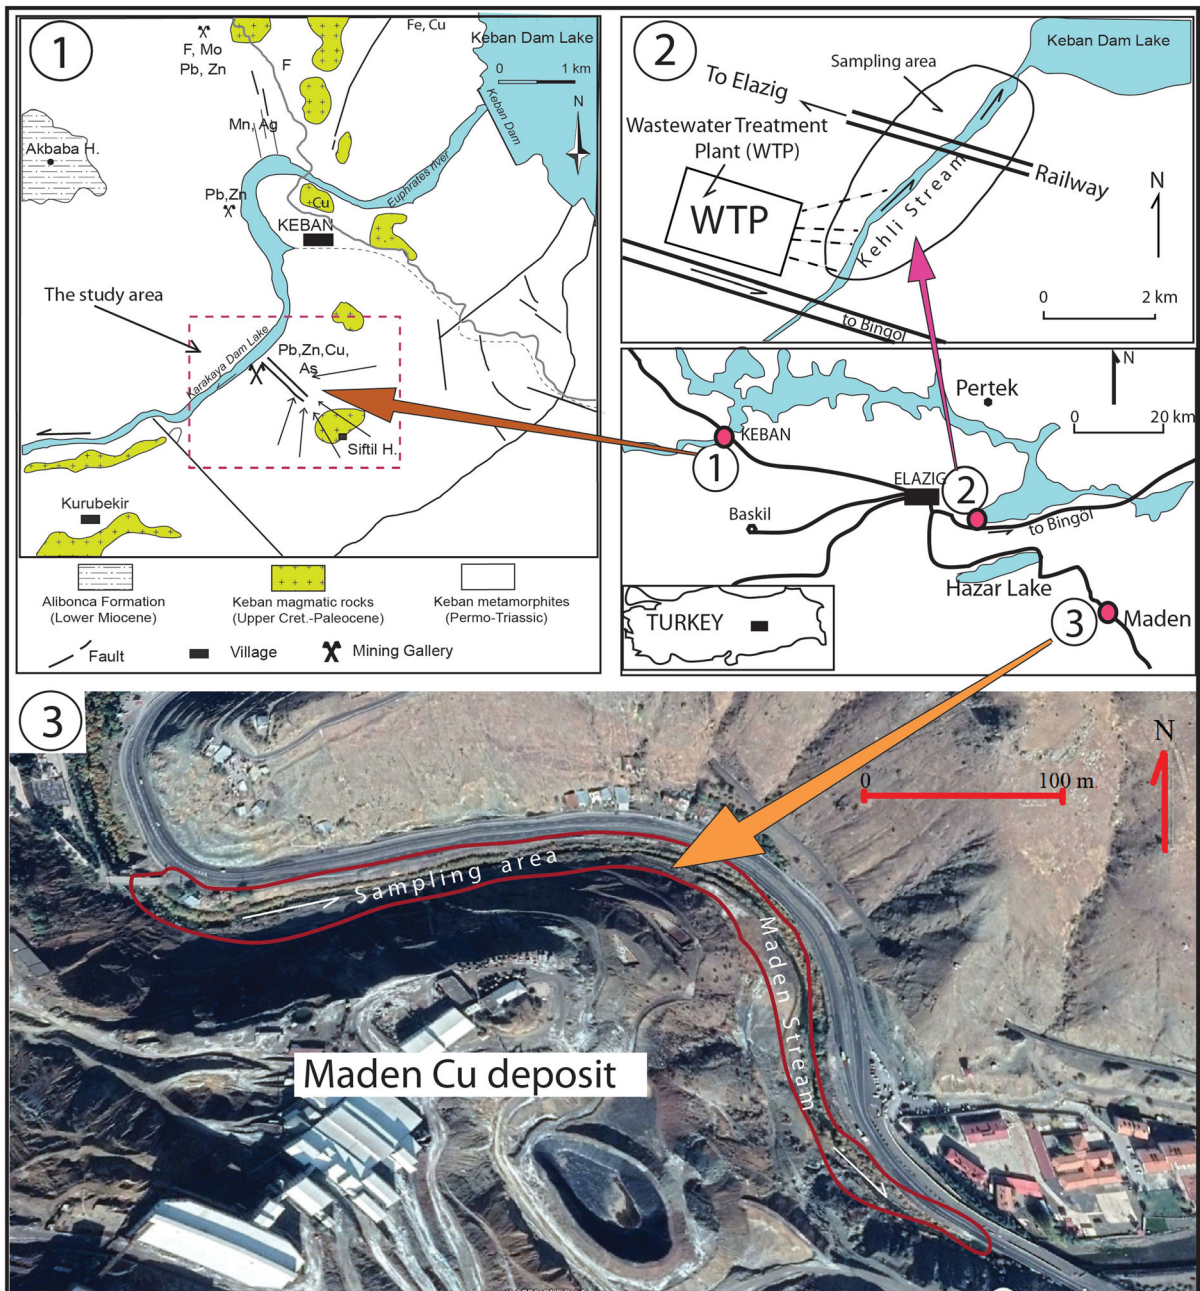 1
F, Mo
Pb, Zn
F
Fe, Cu
Keban Dam Lake
0 1 km
N
Keban Dam
Mn, Ag
Akbaba H.
Pb,Zn
Cu
Euphrates river
KEBAN
The study area
Karakaya Dam Lake
Pb,Zn,Cu,
As
Siftil H.
Kurubekir
Alibonca Formation
(Lower Miocene)
Keban magmatic rocks
(Upper Cret.-Paleocene)
Keban metamorphites
(Permo-Triassic)
Fault
Village
Mining Gallery
2
Keban Dam Lake
Sampling area
To Elazig
Wastewater Treatment
Plant (WTP)
WTP
Railway
Kehli Stream
N
0 2 km
to Bingöl
N
Pertek
0 20 km
KEBAN
1
ELAZIG
2
Baskil
to Bingöl
Hazar Lake
3
Maden
TURKEY
3
N
0 100 m
Sampling area
Maden Stream
Maden Cu deposit